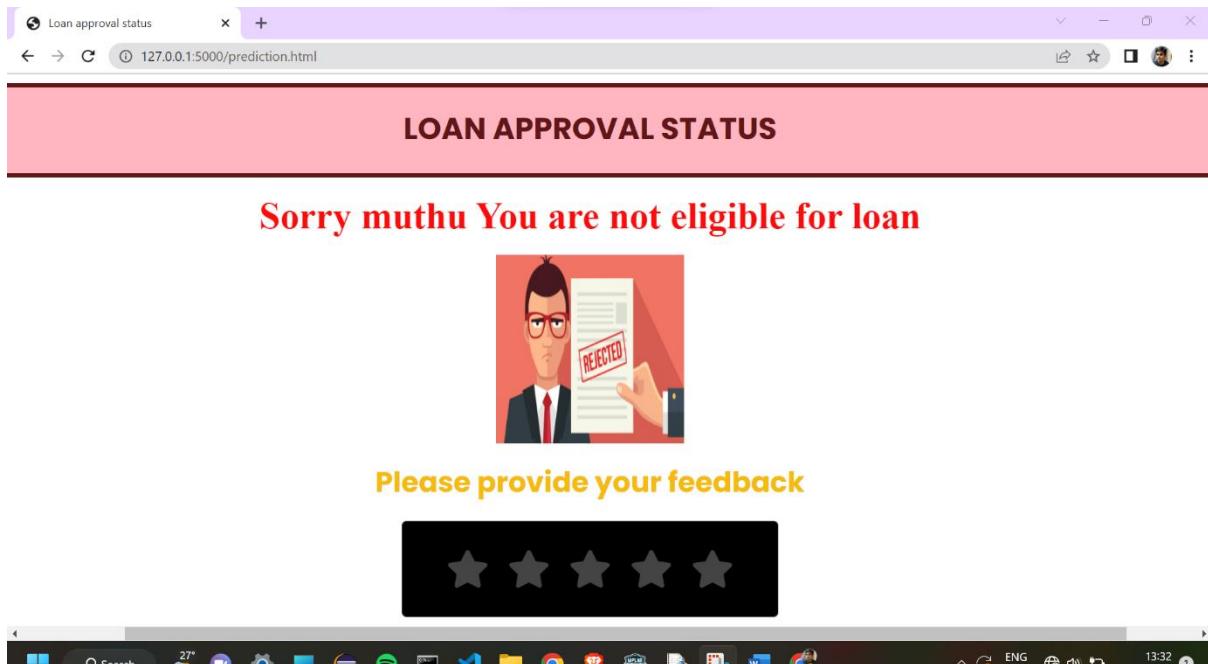 Loan approval status
127.0.0.1:5000/prediction.html
LOAN APPROVAL STATUS
Sorry muthu You are not eligible for loan
REJECTED
Please provide your feedback
27°
ENG
13:32